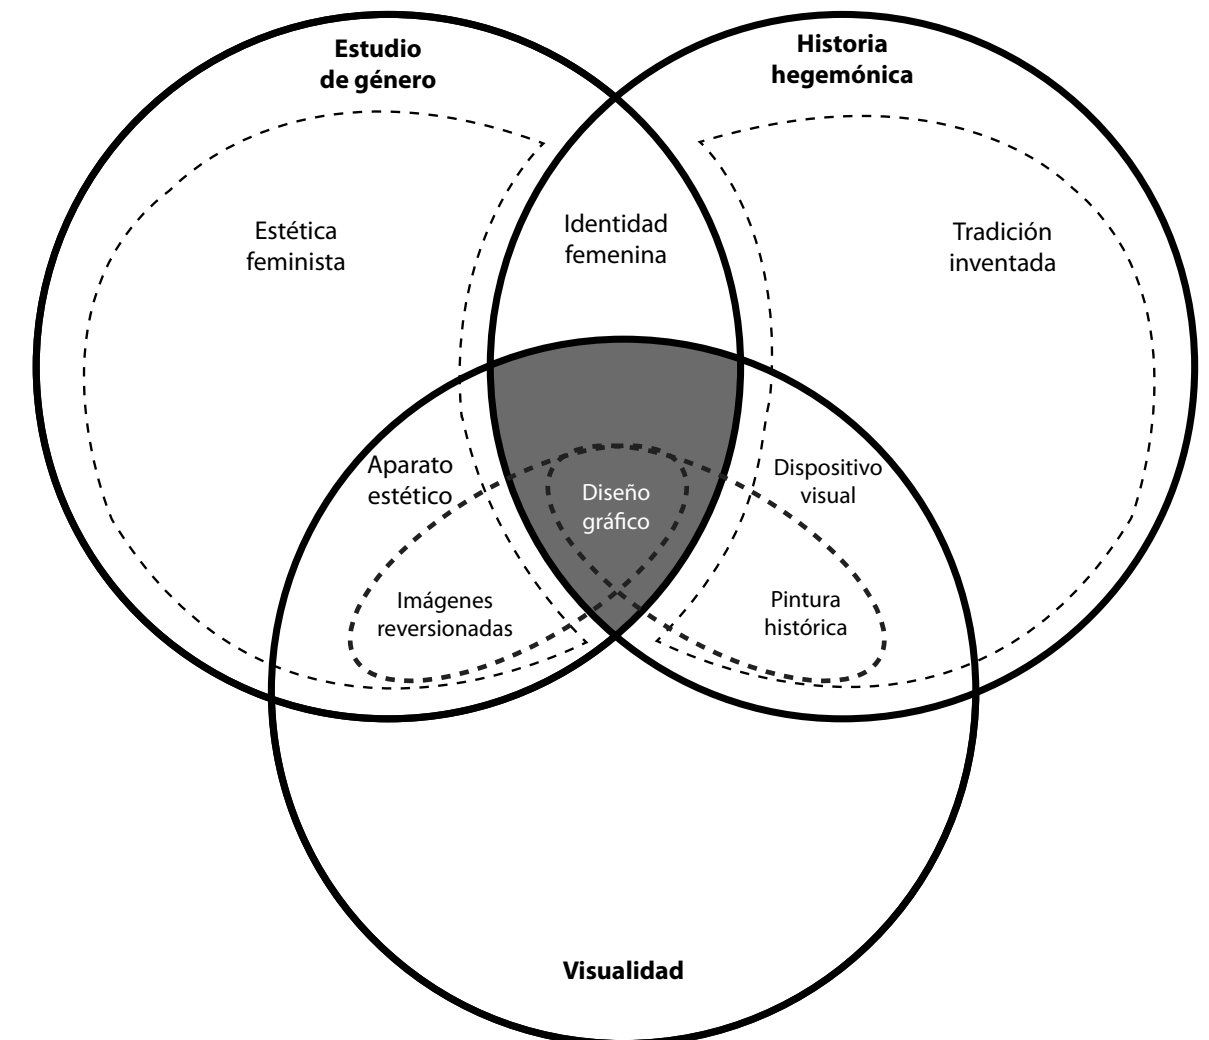 Estudio
de género
Historia
hegemónica
Estética
feminista
Identidad
femenina
Tradición
inventada
Aparato
estético
Diseño
gráfico
Dispositivo
visual
Imágenes
reversionadas
Pintura
histórica
Visualidad